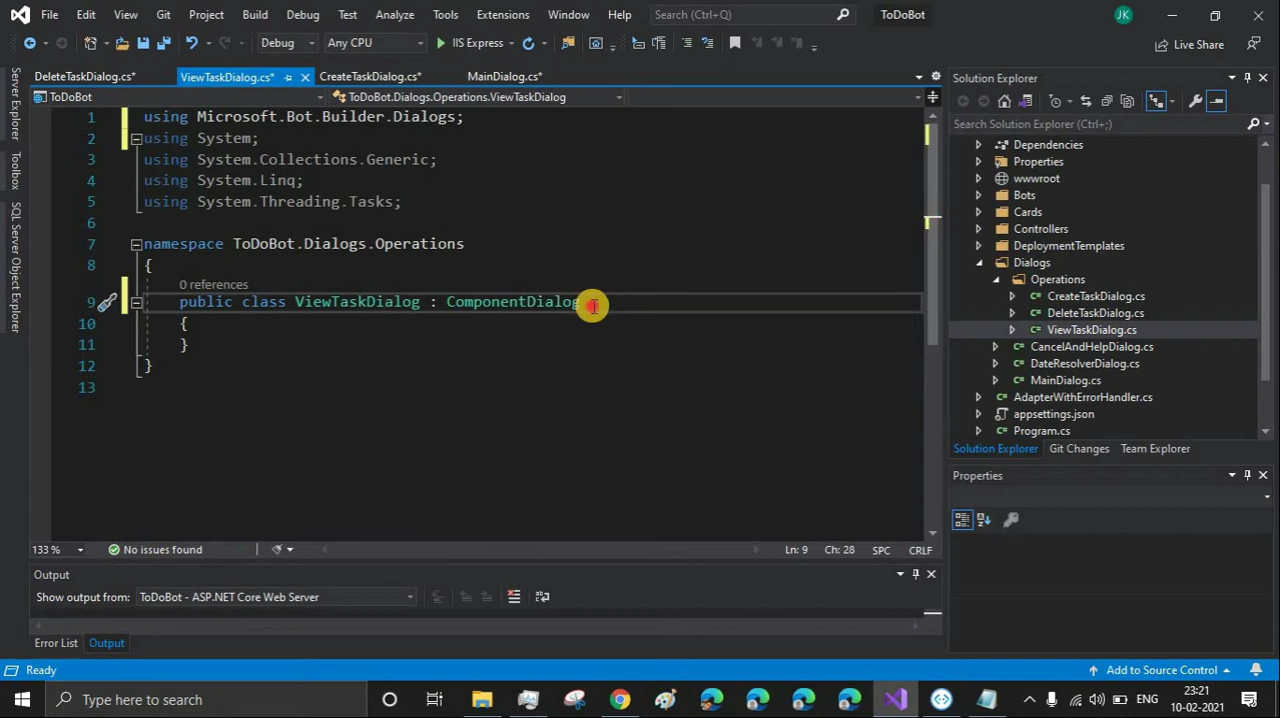 File Edit View Git Project Build Debug Test Analyze Tools Extensions Window Help Search (Ctrl+Q) ToDoBot JK
Debug Any CPU IIS Express Live Share
Server Explorer
Toolbox
SQL Server Object Explorer
DeleteTaskDialog.cs* ViewTaskDialog.cs* CreateTaskDialog.cs* MainDialog.cs*
ToDoBot ToDoBot.Dialogs.Operations.ViewTaskDialog
1 using Microsoft.Bot.Builder.Dialogs;
2 using System;
3 using System.Collections.Generic;
4 using System.Linq;
5 using System.Threading.Tasks;
6
7 namespace ToDoBot.Dialogs.Operations
8 {
0 references
9 public class ViewTaskDialog : ComponentDialog
10 {
11 }
12 }
13
133 % No issues found Ln: 9 Ch: 28 SPC CRLF
Output
Show output from: ToDoBot - ASP.NET Core Web Server
Error List Output
Solution Explorer
Search Solution Explorer (Ctrl+;)
Dependencies
Properties
wwwroot
Bots
Cards
Controllers
DeploymentTemplates
Dialogs
Operations
CreateTaskDialog.cs
DeleteTaskDialog.cs
ViewTaskDialog.cs
CancelAndHelpDialog.cs
DateResolverDialog.cs
MainDialog.cs
AdapterWithErrorHandler.cs
appsettings.json
Program.cs
Solution Explorer Git Changes Team Explorer
Properties
Ready Add to Source Control
Type here to search ENG 23:21
10-02-2021